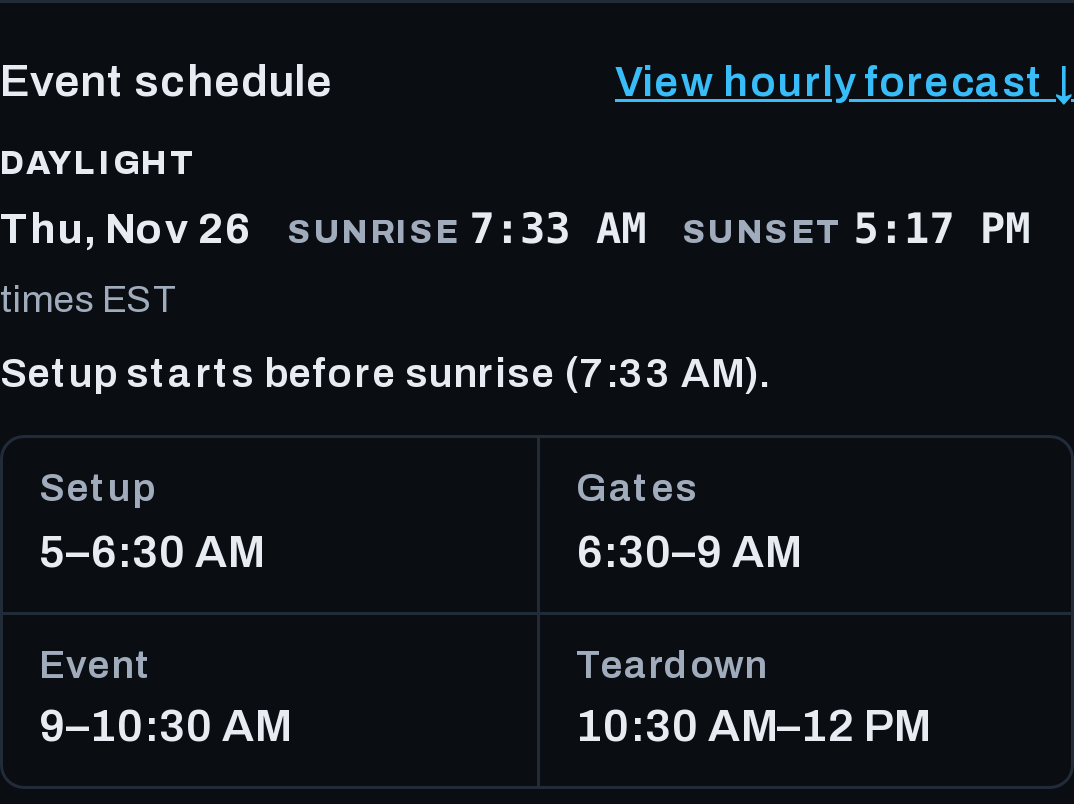 Event schedule
View hourly forecast ↓
DAYLIGHT
Thu, Nov 26 SUNRISE 7:33 AM SUNSET 5:17 PM
times EST
Setup starts before sunrise (7:33 AM).
Setup
5–6:30 AM
Gates
6:30–9 AM
Event
9–10:30 AM
Teardown
10:30 AM–12 PM